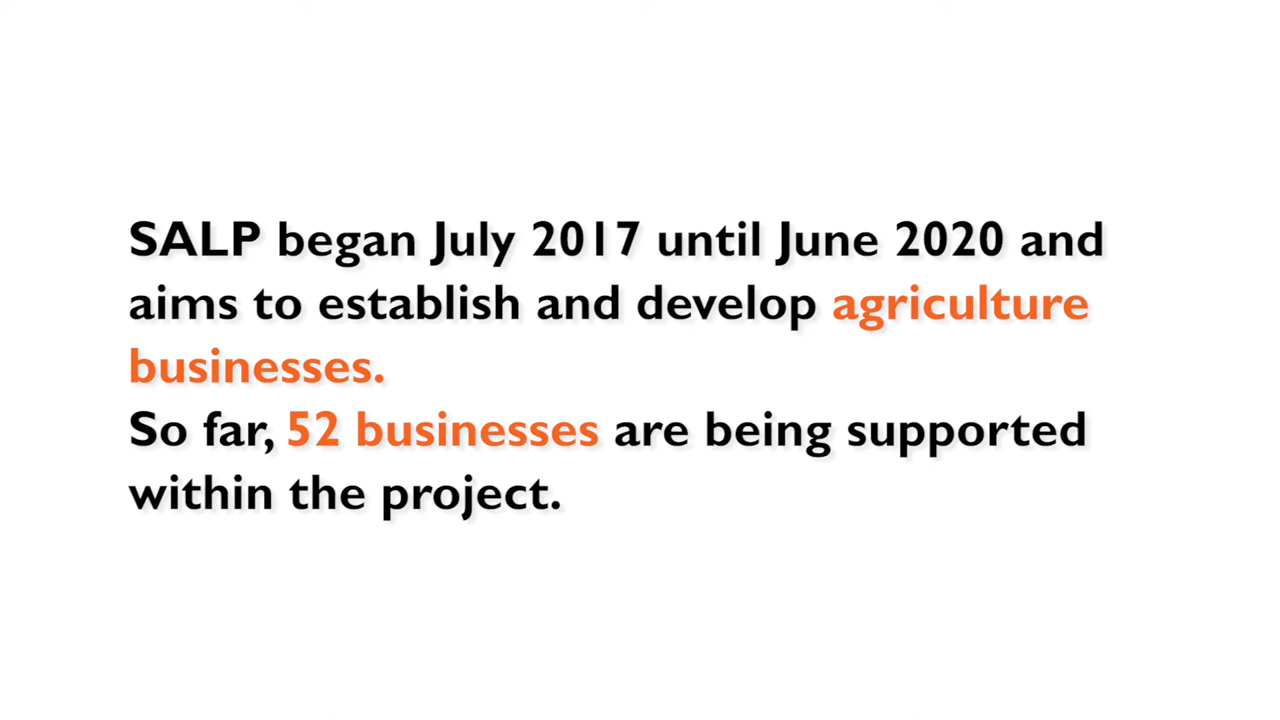 SALP began July 2017 until June 2020 and
aims to establish and develop agriculture
businesses.
So far, 52 businesses are being supported
within the project.